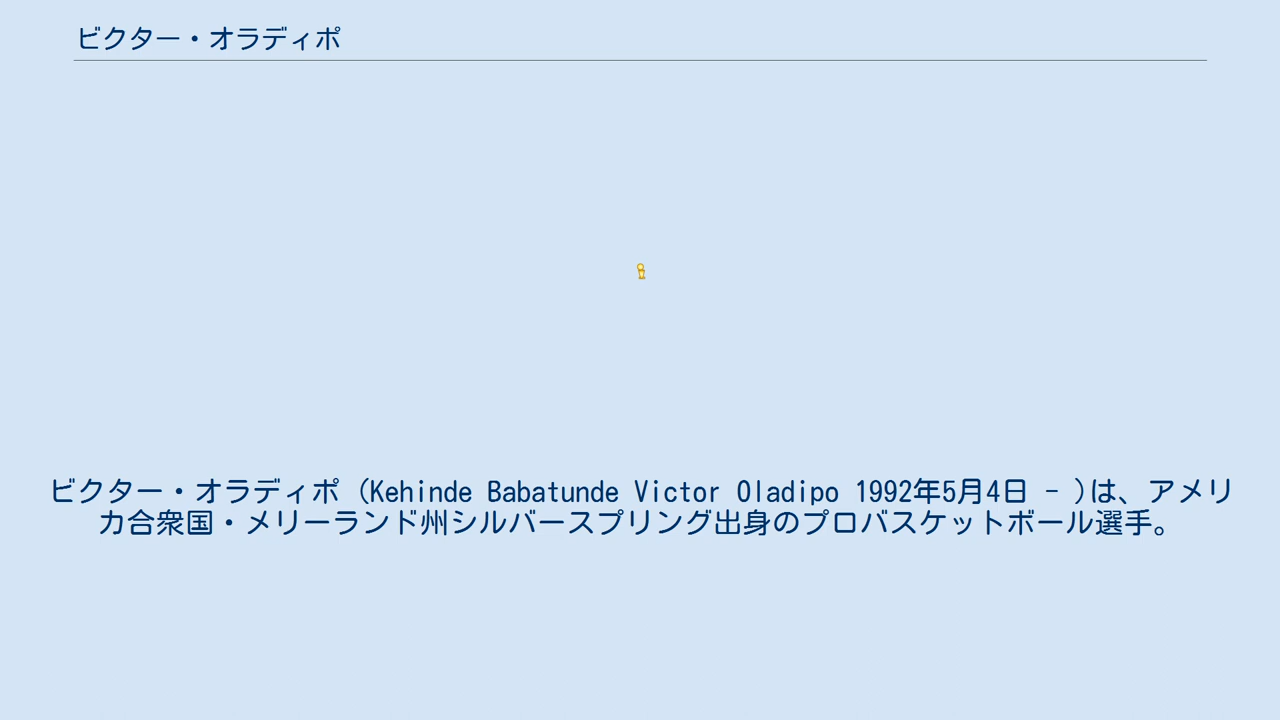 ビクター・オラディポ
ビクター・オラディポ (Kehinde Babatunde Victor Oladipo 1992年5月4日 - )は、アメリ
カ合衆国・メリーランド州シルバースプリング出身のプロバスケットボール選手。